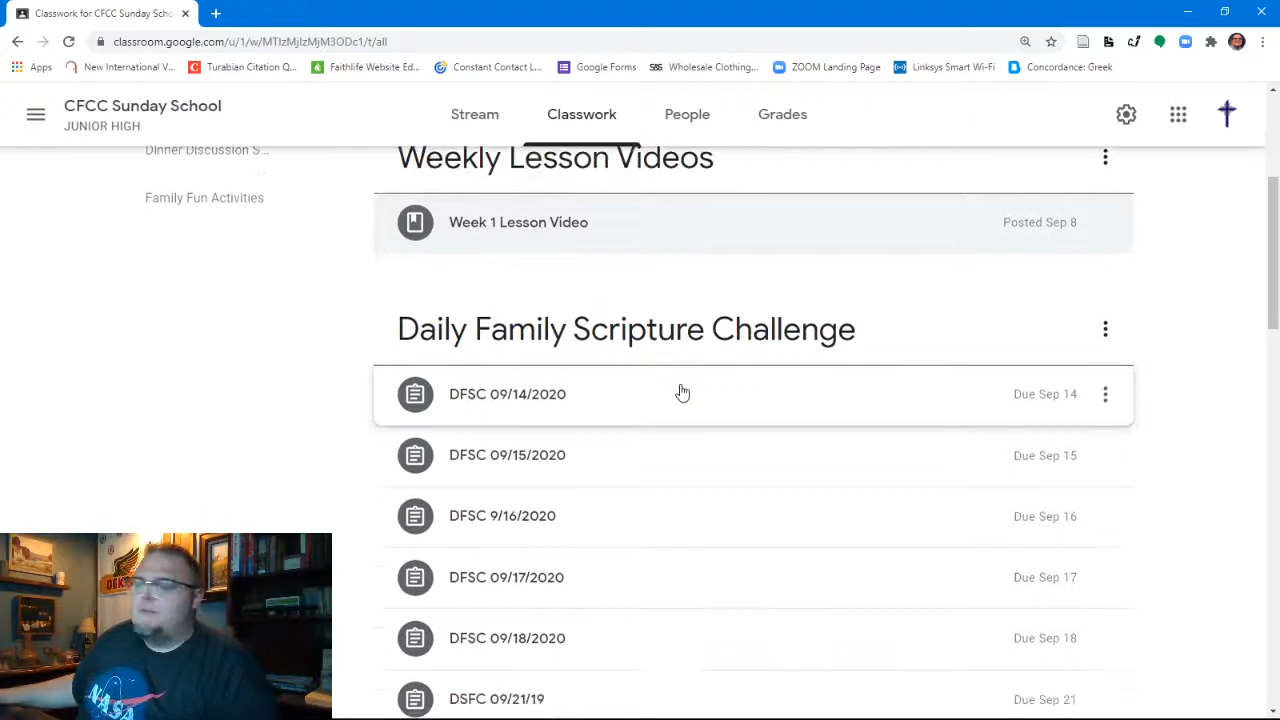 Classwork for CFCC Sunday Scho
classroom.google.com/u/1/w/MTIzMjIzMjM3ODc1/t/all
Apps New International V... Turabian Citation Q... Faithlife Website Ed... Constant Contact L... Google Forms Wholesale Clothing... ZOOM Landing Page Linksys Smart Wi-Fi Concordance: Greek
CFCC Sunday School
JUNIOR HIGH
Stream Classwork People Grades
Dinner Discussion S...
Family Fun Activities
Weekly Lesson Videos
Week 1 Lesson Video Posted Sep 8
Daily Family Scripture Challenge
DFSC 09/14/2020 Due Sep 14
DFSC 09/15/2020 Due Sep 15
DFSC 9/16/2020 Due Sep 16
DFSC 09/17/2020 Due Sep 17
DFSC 09/18/2020 Due Sep 18
DSFC 09/21/19 Due Sep 21
NASA